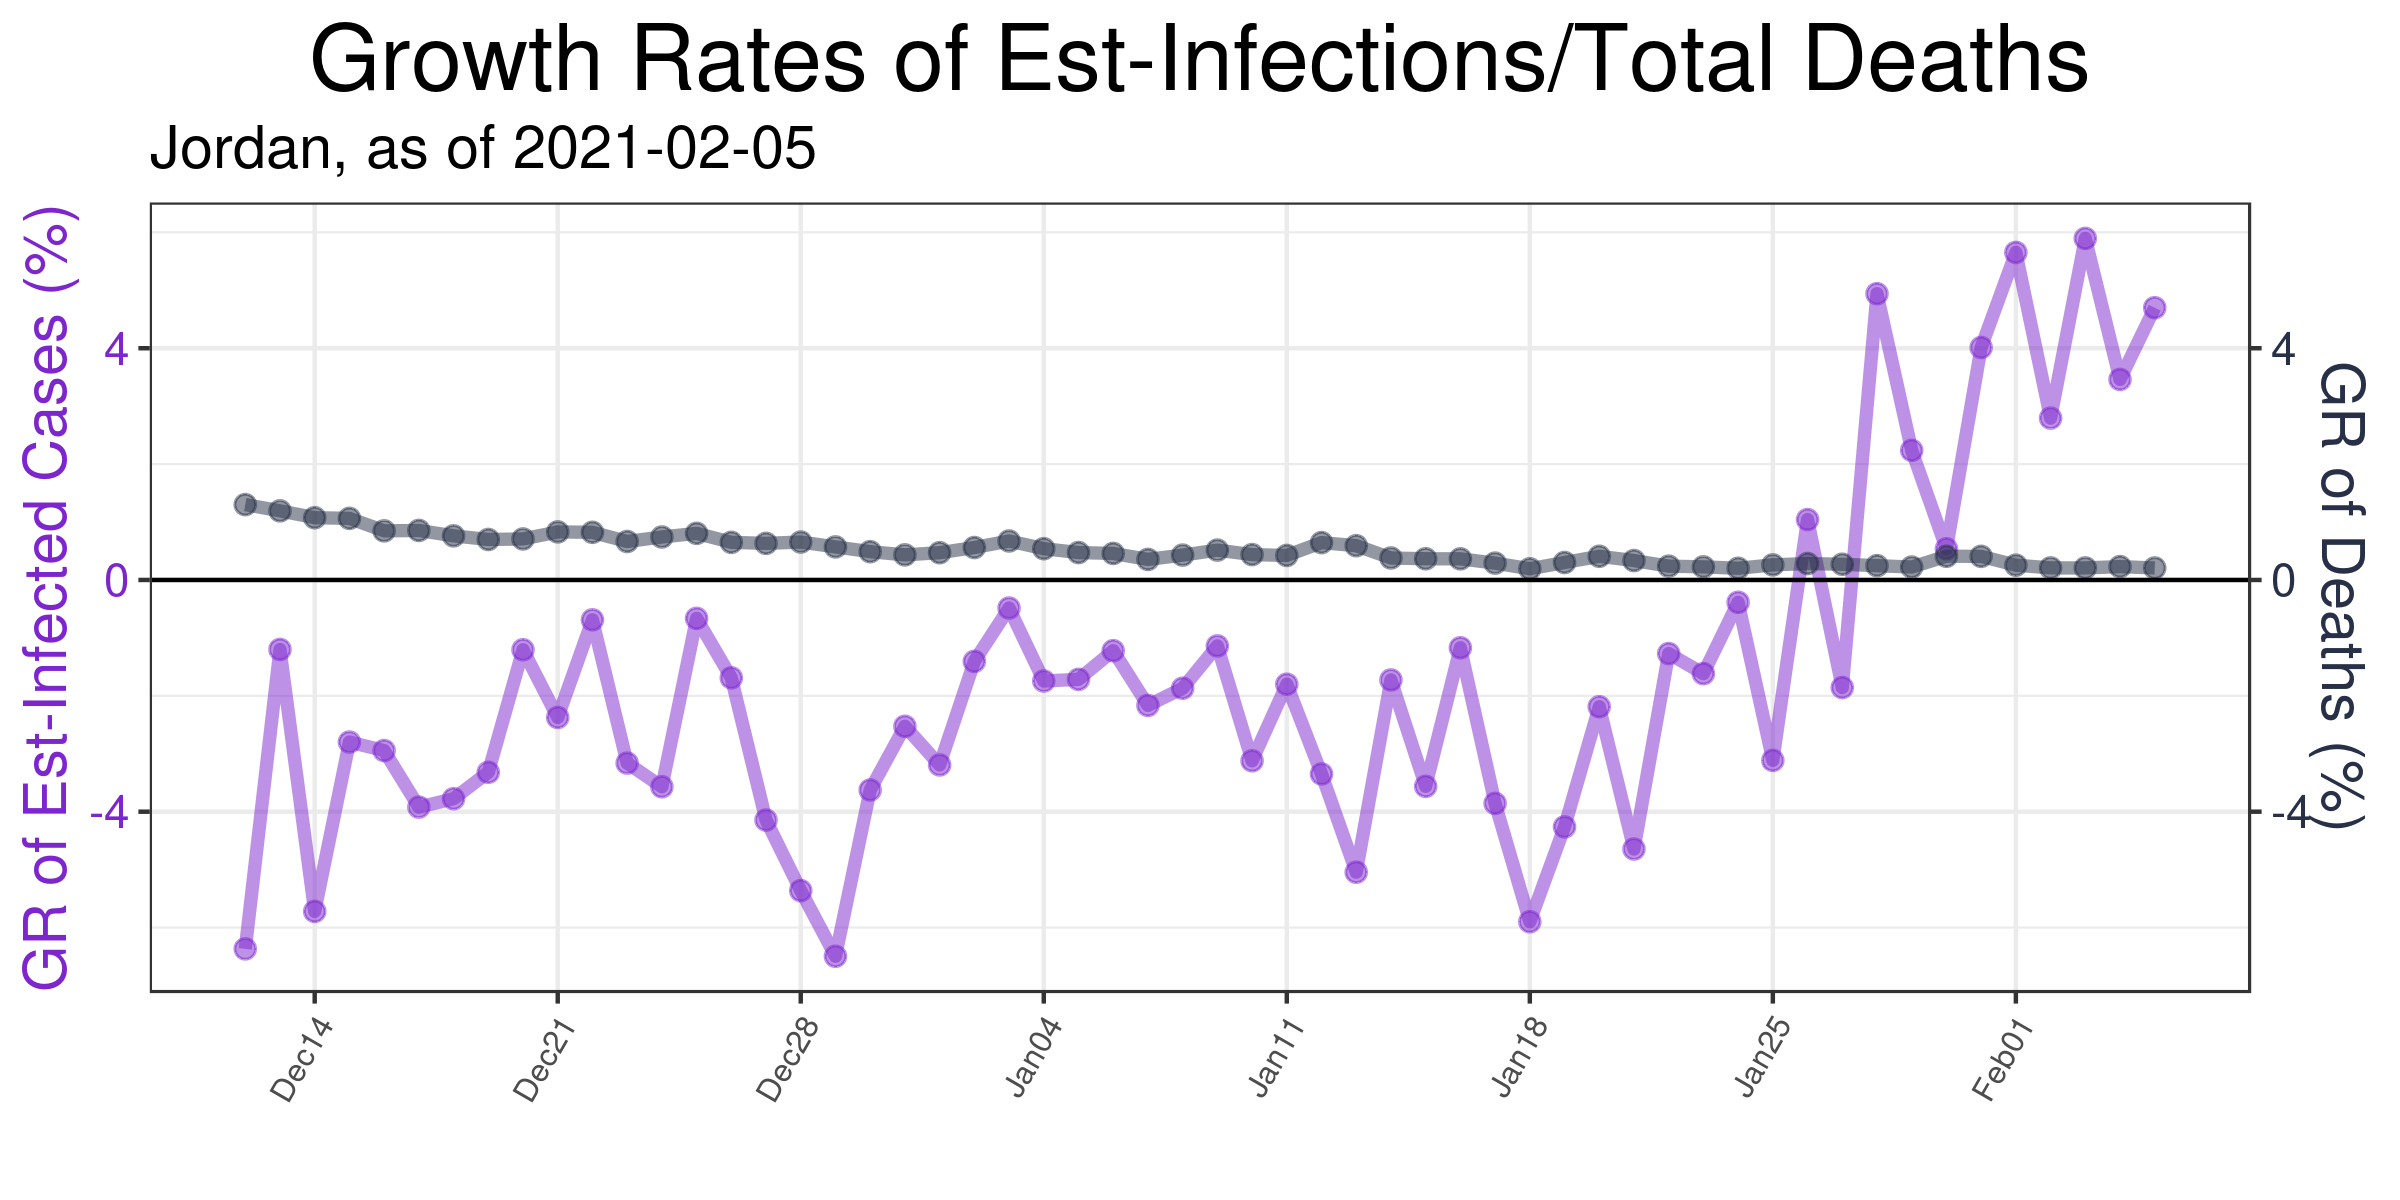 Growth Rates of Est-Infections/Total Deaths
Jordan, as of 2021-02-05
GR of Est-Infected Cases (%)
4
0
-4
4
0
-4
GR of Deaths (%)
Dec14
Dec21
Dec28
Jan04
Jan11
Jan18
Jan25
Feb01